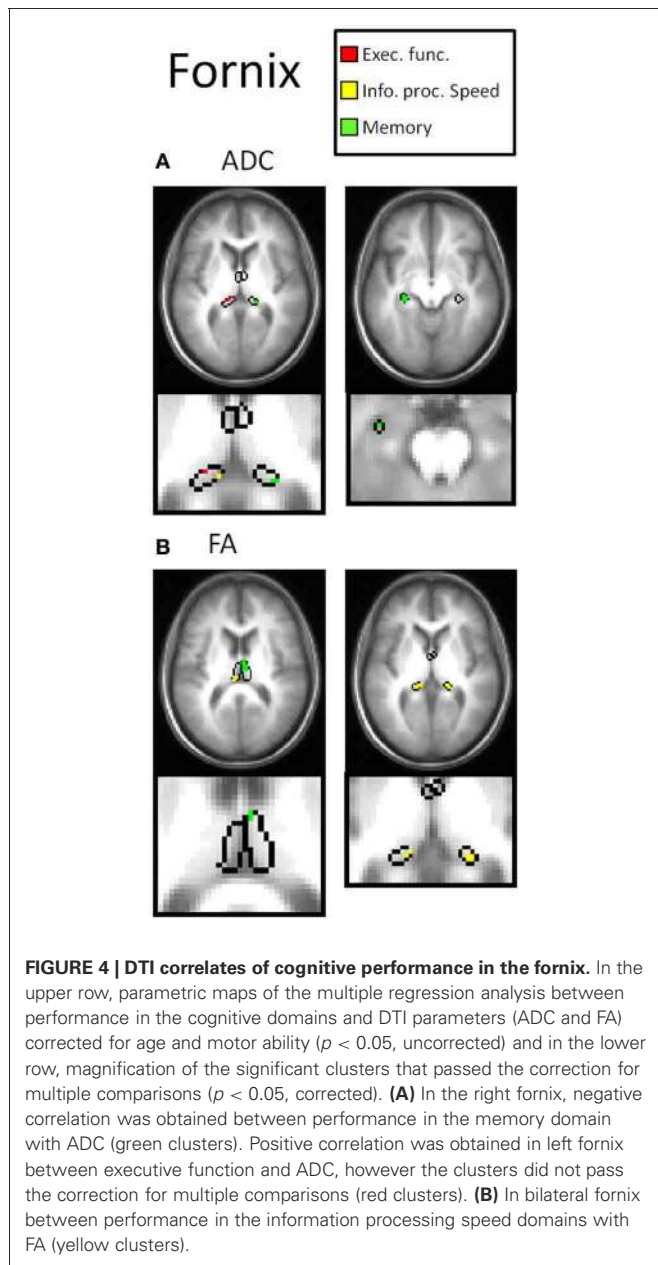 Fornix
Exec. func.
Info. proc. Speed
Memory
A ADC
B FA
FIGURE 4 | DTI correlates of cognitive performance in the fornix. In the
upper row, parametric maps of the multiple regression analysis between
performance in the cognitive domains and DTI parameters (ADC and FA)
corrected for age and motor ability (p < 0.05, uncorrected) and in the lower
row, magnification of the significant clusters that passed the correction for
multiple comparisons (p < 0.05, corrected). (A) In the right fornix, negative
correlation was obtained between performance in the memory domain
with ADC (green clusters). Positive correlation was obtained in left fornix
between executive function and ADC, however the clusters did not pass
the correction for multiple comparisons (red clusters). (B) In bilateral fornix
between performance in the information processing speed domains with
FA (yellow clusters).